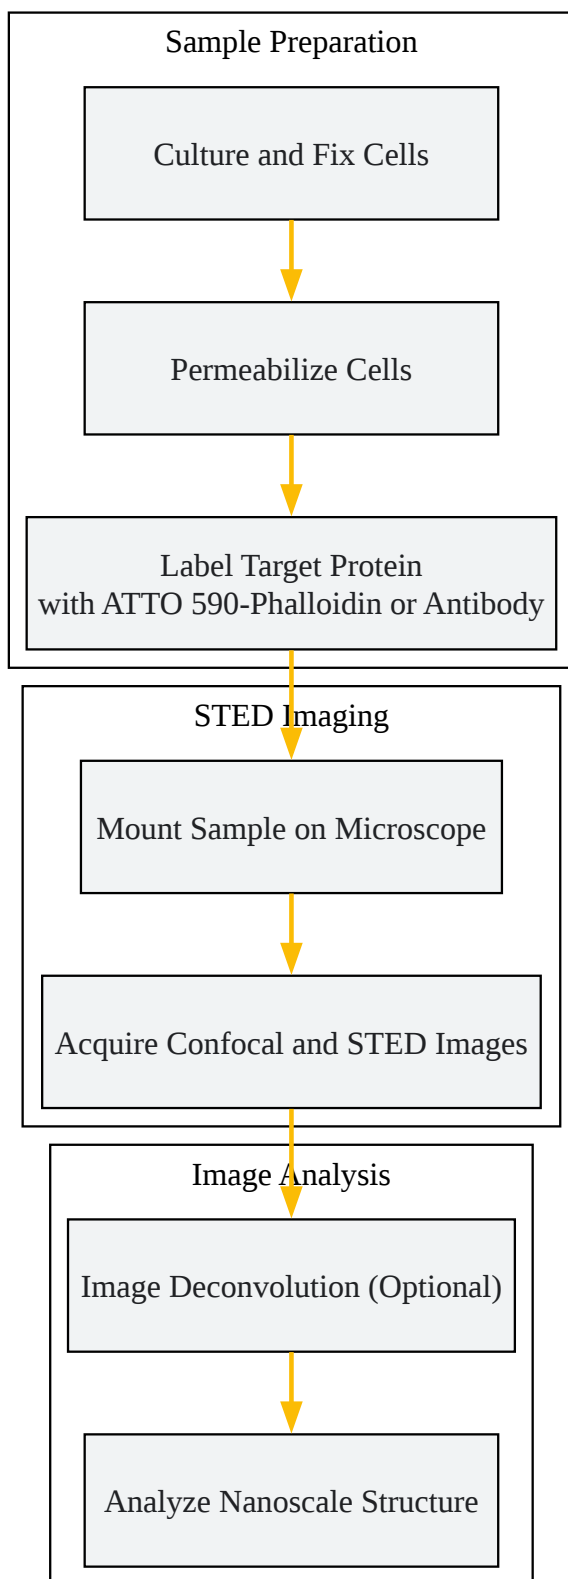 Sample Preparation
Culture and Fix Cells
Permeabilize Cells
Label Target Protein
with ATTO 590-Phalloidin or Antibody
STED Imaging
Mount Sample on Microscope
Acquire Confocal and STED Images
Image Analysis
Image Deconvolution (Optional)
Analyze Nanoscale Structure